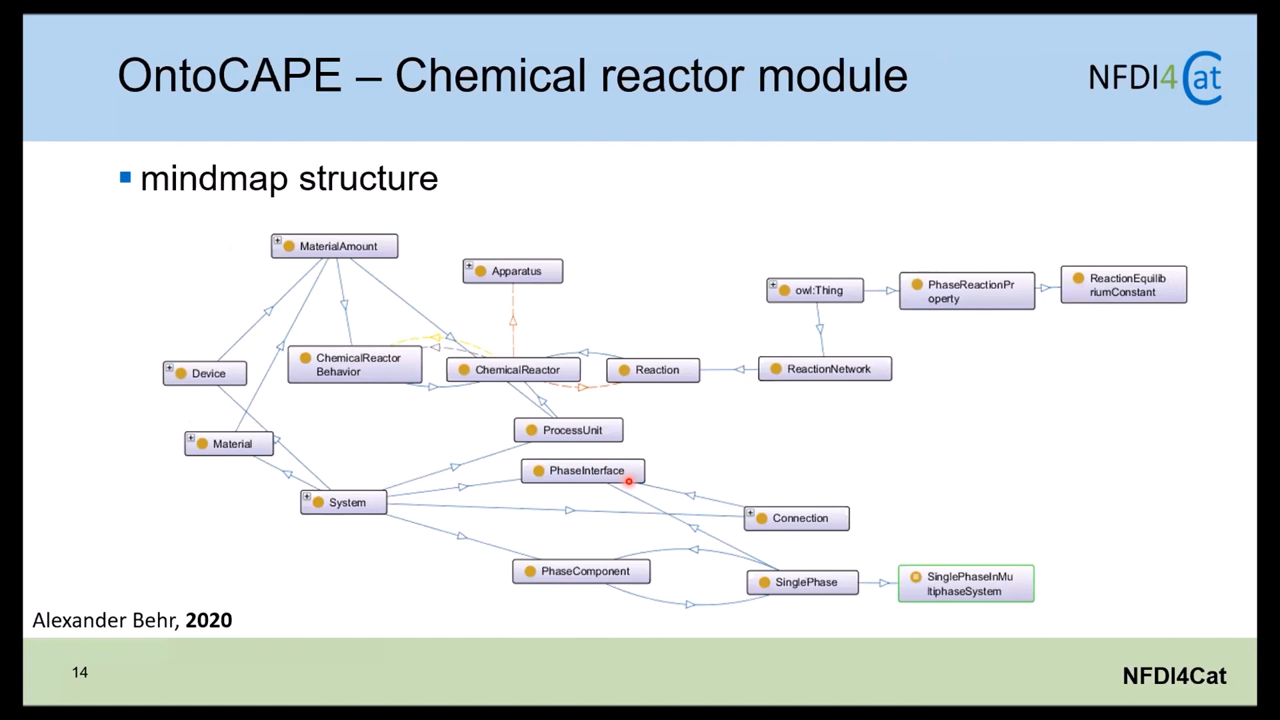 OntoCAPE – Chemical reactor module
NFDI4Cat
mindmap structure
MaterialAmount
Apparatus
owl:Thing
PhaseReactionPr
operty
ReactionEquilib
riumConstant
Device
ChemicalReactor
Behavior
ChemicalReactor
Reaction
ReactionNetwork
Material
ProcessUnit
PhaseInterface
System
Connection
PhaseComponent
SinglePhase
SinglePhaseInMu
ltiphaseSystem
Alexander Behr, 2020
14
NFDI4Cat